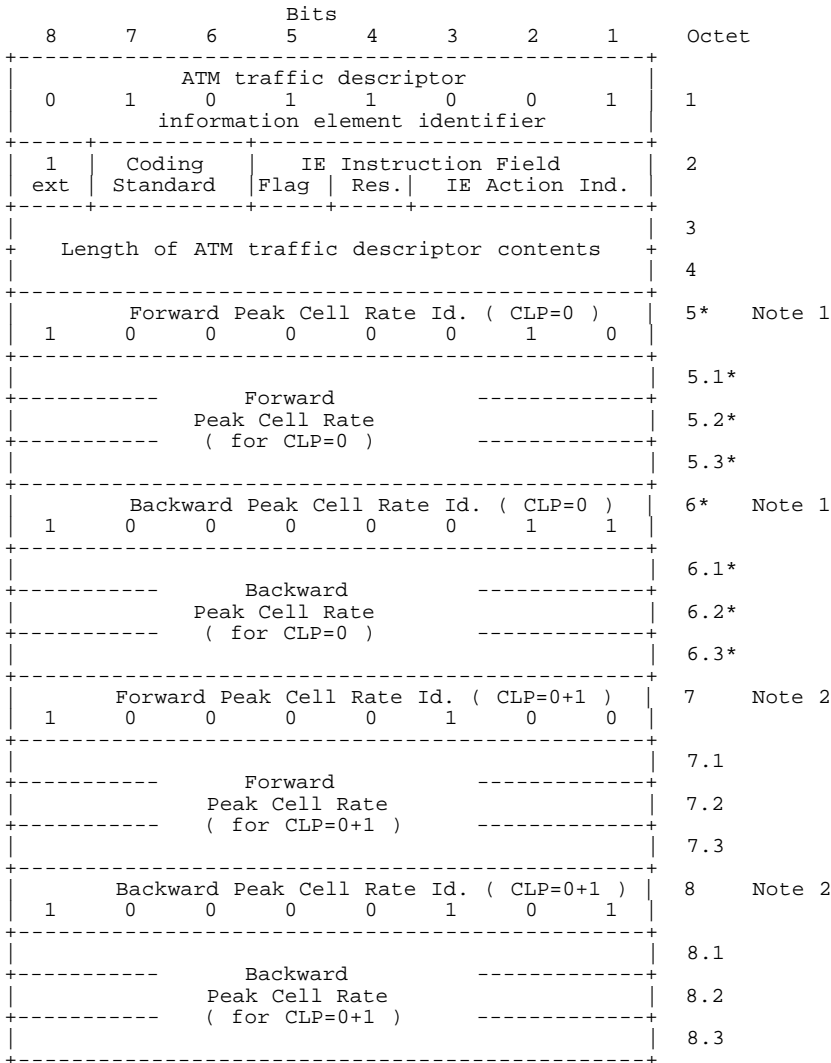 Bits
8 7 6 5 4 3 2 1 Octet
ATM traffic descriptor
0 1 0 1 1 0 0 1 1
information element identifier
1 Coding IE Instruction Field 2
ext Standard Flag Res. IE Action Ind.
3
Length of ATM traffic descriptor contents
4
Forward Peak Cell Rate Id. ( CLP=0 ) 5* Note 1
1 0 0 0 0 0 1 0
5.1*
Forward
Peak Cell Rate 5.2*
( for CLP=0 )
5.3*
Backward Peak Cell Rate Id. ( CLP=0 ) 6* Note 1
1 0 0 0 0 0 1 1
6.1*
Backward
Peak Cell Rate 6.2*
( for CLP=0 )
6.3*
Forward Peak Cell Rate Id. ( CLP=0+1 ) 7 Note 2
1 0 0 0 0 1 0 0
7.1
Forward
Peak Cell Rate 7.2
( for CLP=0+1 )
7.3
Backward Peak Cell Rate Id. ( CLP=0+1 ) 8 Note 2
1 0 0 0 0 1 0 1
8.1
Backward
Peak Cell Rate 8.2
( for CLP=0+1 )
8.3